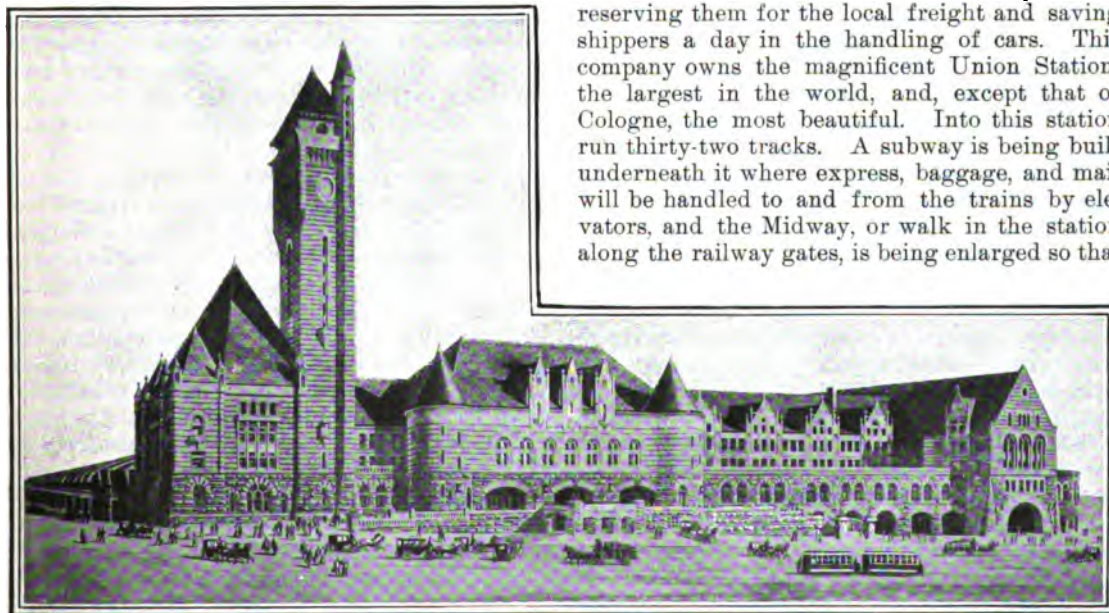 reserving them for the local freight and saving
shippers a day in the handling of cars. This
company owns the magnificent Union Station
the largest in the world, and, except that o
Cologne, the most beautiful. Into this station
run thirty-two tracks. A subway is being buil
underneath it where express, baggage, and mai
will be handled to and from the trains by ele
vators, and the Midway, or walk in the station
along the railway gates, is being enlarged so tha